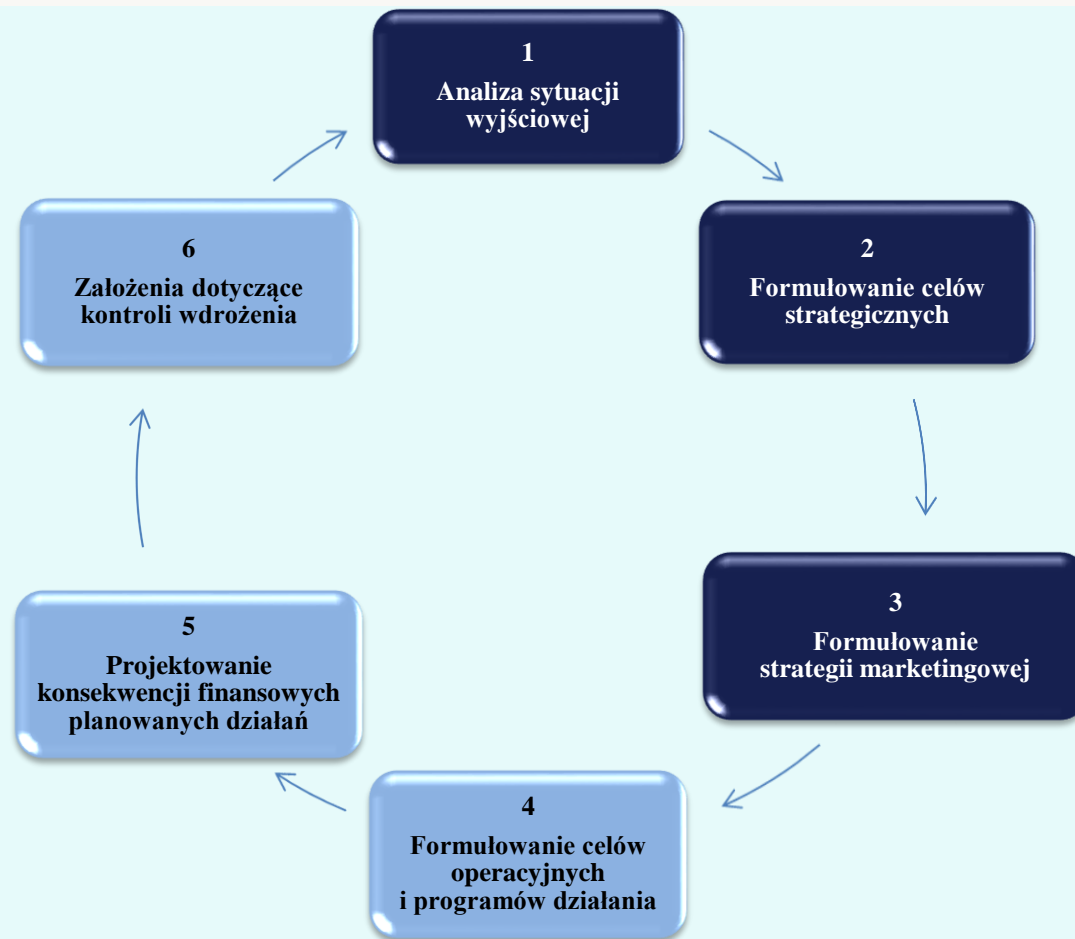 1
Analiza sytuacji
wyjściowej
2
Formułowanie celów
strategicznych
3
Formułowanie
strategii marketingowej
4
Formułowanie celów
operacyjnych
i programów działania
5
Projektowanie
konsekwencji finansowych
planowanych działań
6
Założenia dotyczące
kontroli wdrożenia